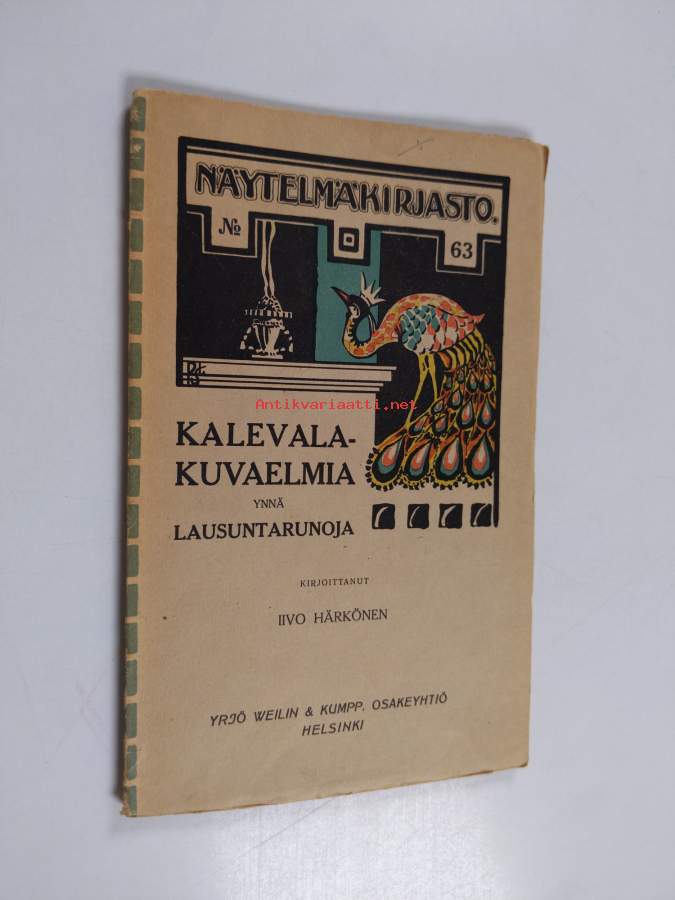 NÄYTELMÄKIRJASTO.
No 63
Antikvariaatti.net
KALEVALA-
KUVAELMIA
YNNÄ
LAUSUNTARUNOJA
KIRJOITTANUT
IIVO HÄRKÖNEN
YRJÖ WEILIN & KUMPP. OSAKEYHTIÖ
HELSINKI